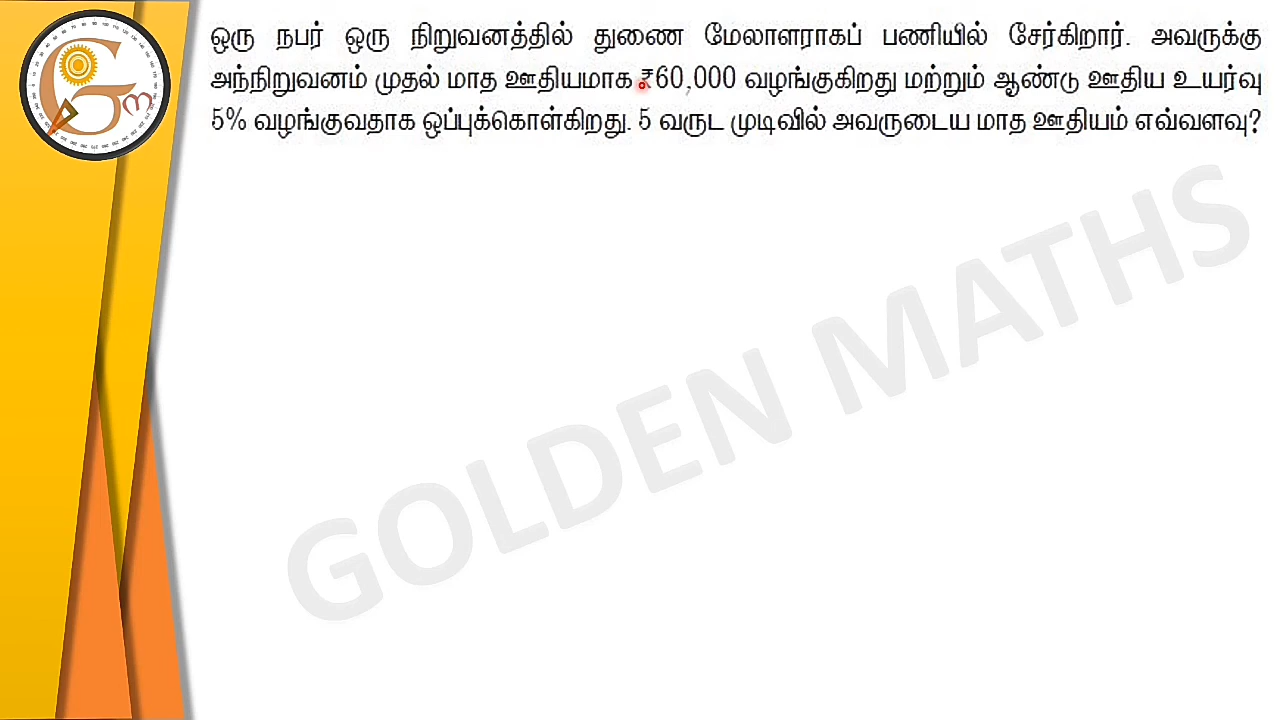 ஒரு நபர் ஒரு நிறுவனத்தில் துணை மேலாளராகப் பணியில் சேர்கிறார். அவருக்கு
அந்நிறுவனம் முதல் மாத ஊதியமாக ₹60,000 வழங்குகிறது மற்றும் ஆண்டு ஊதிய உயர்வு
5% வழங்குவதாக ஒப்புக்கொள்கிறது. 5 வருட முடிவில் அவருடைய மாத ஊதியம் எவ்வளவு?
GOLDEN MATHS